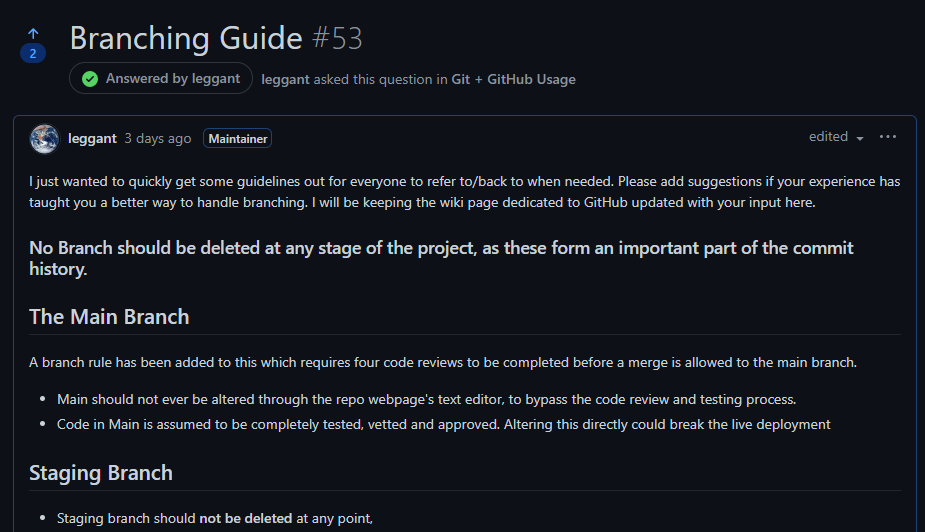 Branching Guide #53
2
Answered by leggant leggant asked this question in Git + GitHub Usage
leggant 3 days ago Maintainer edited
I just wanted to quickly get some guidelines out for everyone to refer to/back to when needed. Please add suggestions if your experience has
taught you a better way to handle branching. I will be keeping the wiki page dedicated to GitHub updated with your input here.
No Branch should be deleted at any stage of the project, as these form an important part of the commit
history.
The Main Branch
A branch rule has been added to this which requires four code reviews to be completed before a merge is allowed to the main branch.
• Main should not ever be altered through the repo webpage's text editor, to bypass the code review and testing process.
• Code in Main is assumed to be completely tested, vetted and approved. Altering this directly could break the live deployment
Staging Branch
• Staging branch should not be deleted at any point,